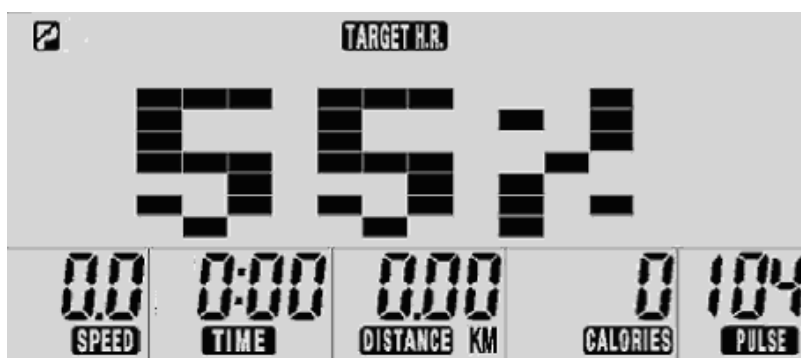 TARGET H.R.
55%
0.0 0:00 0.00 0 104
SPEED TIME DISTANCE KM CALORIES PULSE